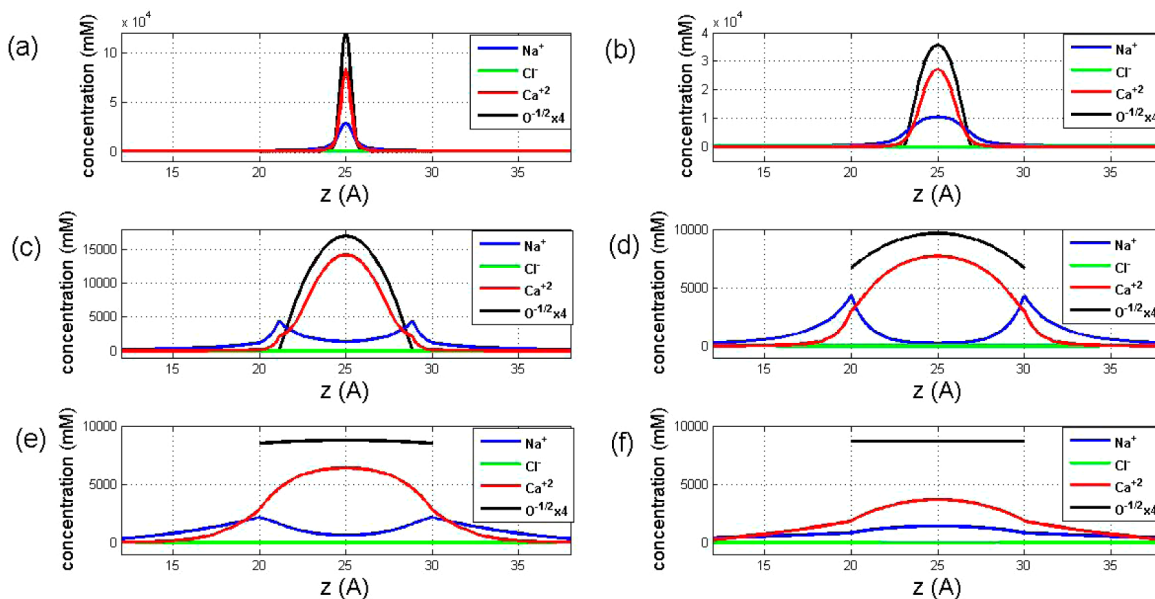 (a)
x 10⁴
concentration (mM)
10
5
0
15 20 25 30 35
z (A)
Na⁺
Cl⁻
Ca⁺²
O⁻¹/²x4
(b)
x 10⁴
concentration (mM)
4
3
2
1
0
15 20 25 30 35
z (A)
Na⁺
Cl⁻
Ca⁺²
O⁻¹/²x4
(c)
concentration (mM)
15000
10000
5000
0
15 20 25 30 35
z (A)
Na⁺
Cl⁻
Ca⁺²
O⁻¹/²x4
(d)
concentration (mM)
10000
5000
0
15 20 25 30 35
z (A)
Na⁺
Cl⁻
Ca⁺²
O⁻¹/²x4
(e)
concentration (mM)
10000
5000
0
15 20 25 30 35
z (A)
Na⁺
Cl⁻
Ca⁺²
O⁻¹/²x4
(f)
concentration (mM)
10000
5000
0
15 20 25 30 35
z (A)
Na⁺
Cl⁻
Ca⁺²
O⁻¹/²x4